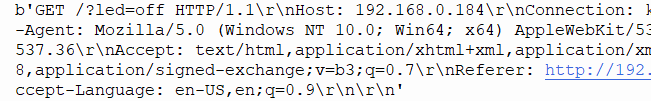 b'GET /?led=off HTTP/1.1\r\nHost: 192.168.0.184\r\nConnection: k
-Agent: Mozilla/5.0 (Windows NT 10.0; Win64; x64) AppleWebKit/53
537.36\r\nAccept: text/html,application/xhtml+xml,application/xm
8,application/signed-exchange;v=b3;q=0.7\r\nReferer: http://192.
ccept-Language: en-US,en;q=0.9\r\n\r\n'